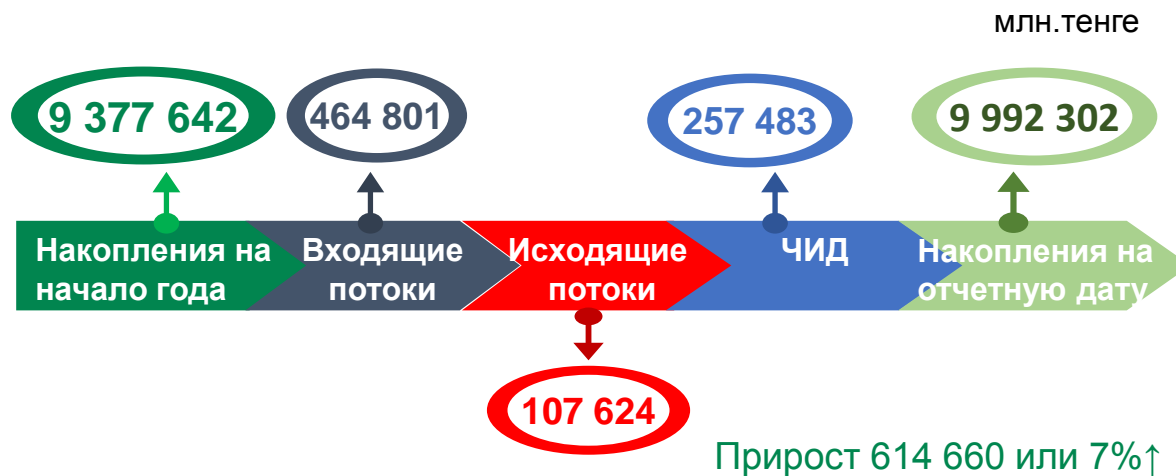 млн.тенге
9 377 642
464 801
257 483
9 992 302
Накопления на
начало года
Входящие
потоки
Исходящие
потоки
ЧИД
Накопления на
отчетную дату
107 624
Прирост 614 660 или 7%↑